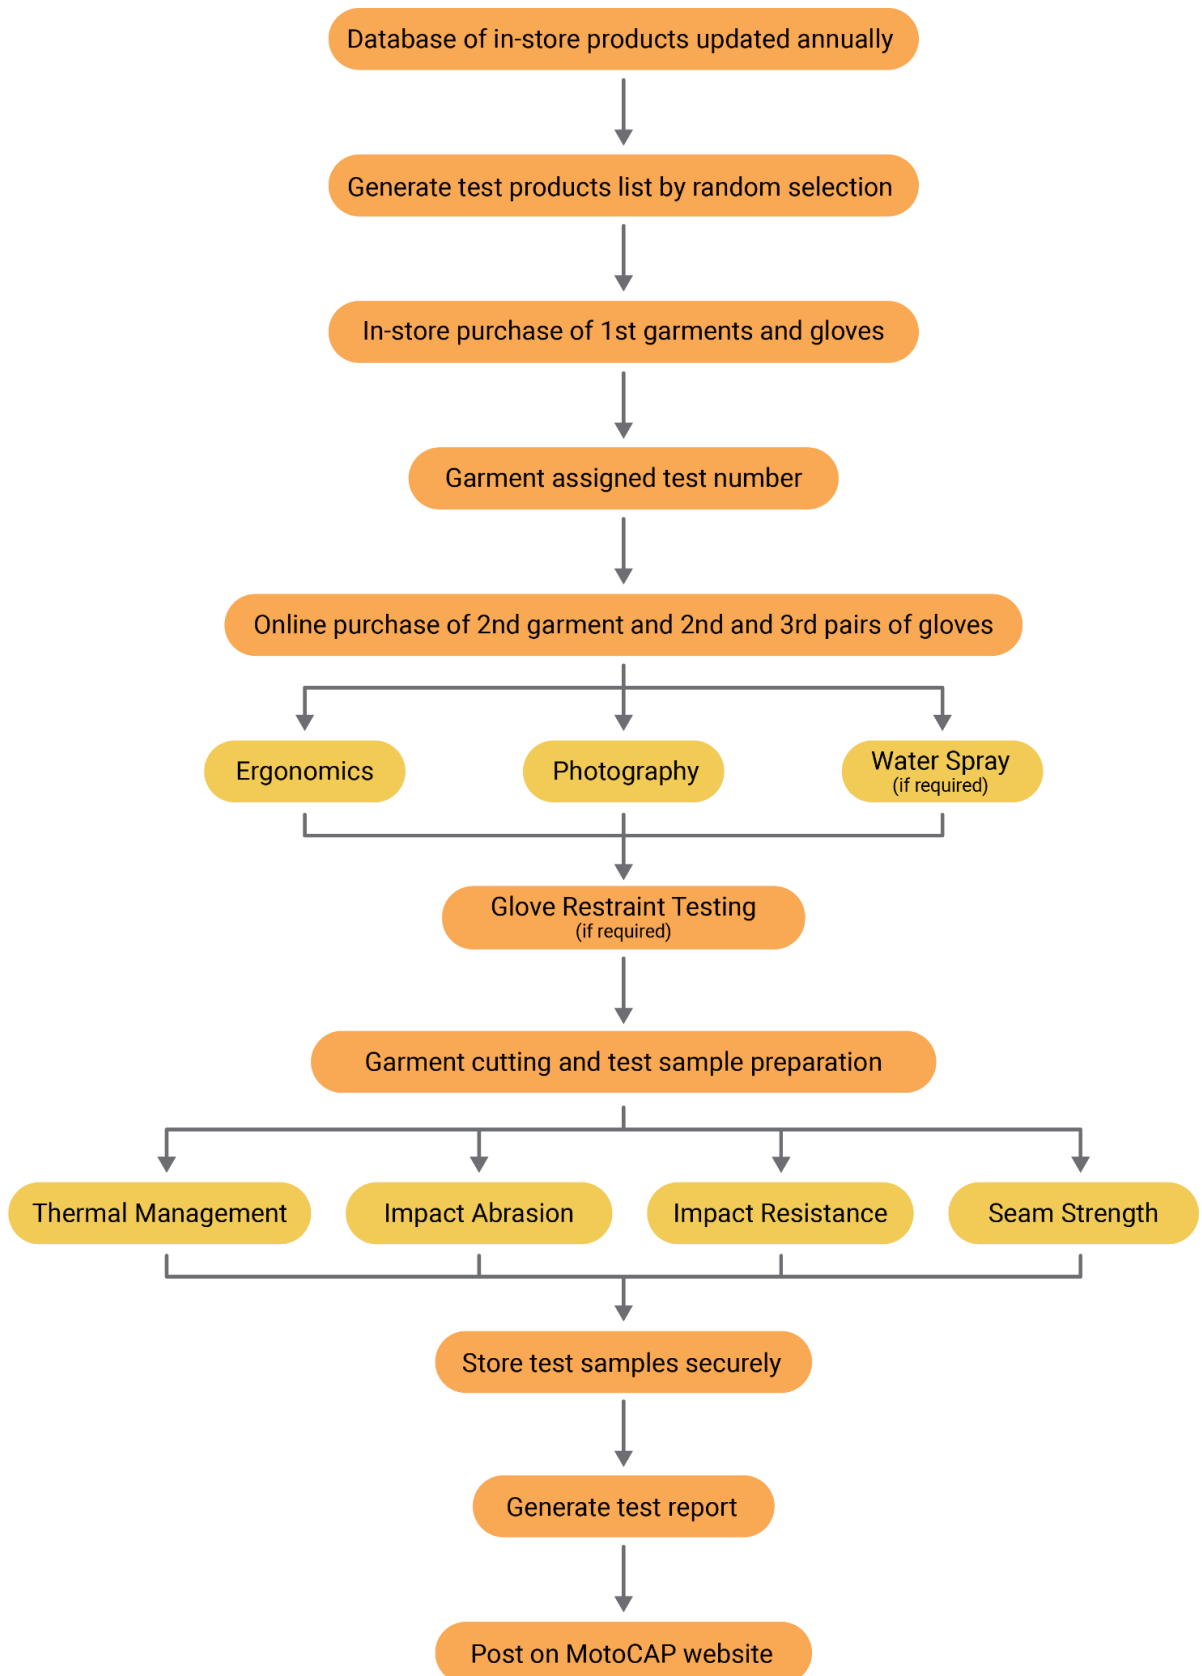 Database of in-store products updated annually
Generate test products list by random selection
In-store purchase of 1st garments and gloves
Garment assigned test number
Online purchase of 2nd garment and 2nd and 3rd pairs of gloves
Ergonomics
Photography
Water Spray
(if required)
Glove Restraint Testing
(if required)
Garment cutting and test sample preparation
Thermal Management
Impact Abrasion
Impact Resistance
Seam Strength
Store test samples securely
Generate test report
Post on MotoCAP website